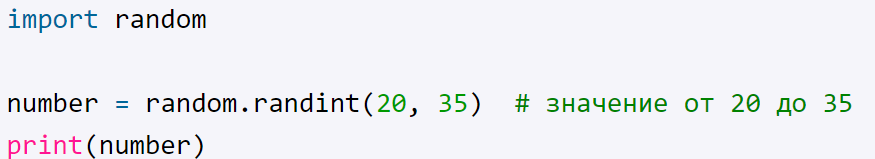 import random
number = random.randint(20, 35)  # значение от 20 до 35
print(number)